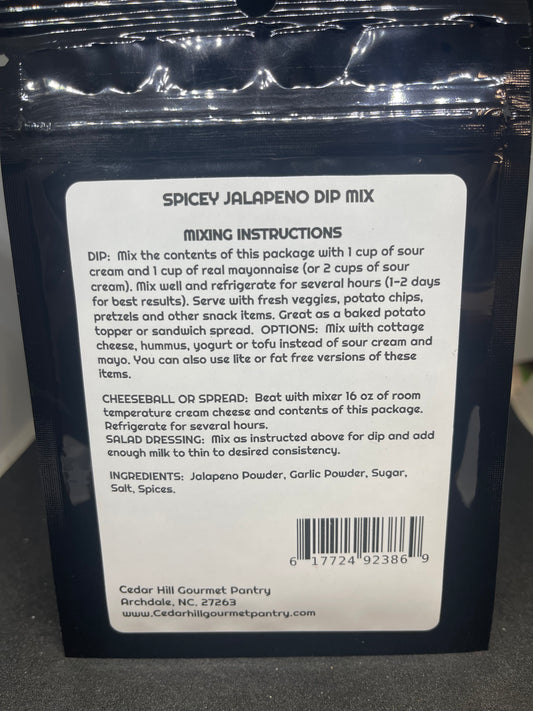 SPICEY JALAPENO DIP MIX
MIXING INSTRUCTIONS
DIP: Mix the contents of this package with 1 cup of sour
cream and 1 cup of real mayonnaise (or 2 cups of sour
cream). Mix well and refrigerate for several hours (1-2 days
for best results). Serve with fresh veggies, potato chips,
pretzels and other snack items. Great as a baked potato
topper or sandwich spread. OPTIONS: Mix with cottage
cheese, hummus, yogurt or tofu instead of sour cream and
mayo. You can also use lite or fat free versions of these
items.
CHEESEBALL OR SPREAD: Beat with mixer 16 oz of room
temperature cream cheese and contents of this package.
Refrigerate for several hours.
SALAD DRESSING: Mix as instructed above for dip and add
enough milk to thin to desired consistency.
INGREDIENTS: Jalapeno Powder, Garlic Powder, Sugar,
Salt, Spices.
6 17724 92386 9
Cedar Hill Gourmet Pantry
Archdale, NC, 27263
www.Cedarhillgourmetpantry.com